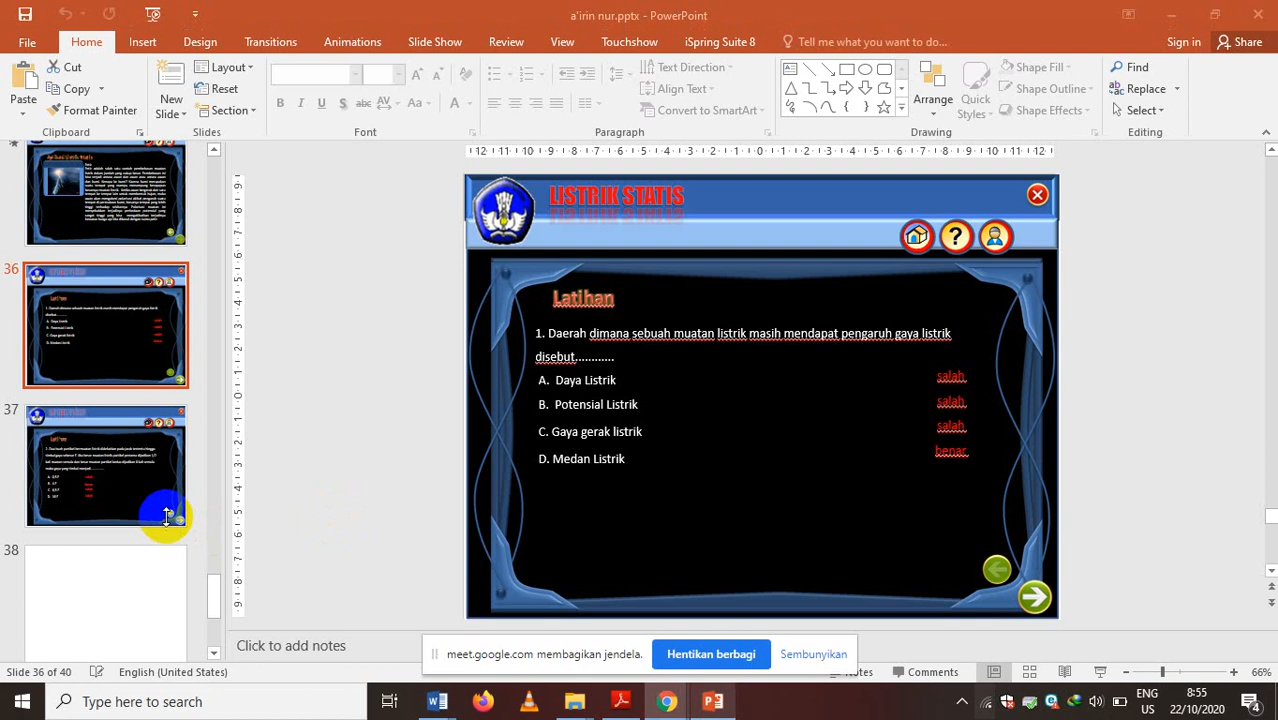 a'irin nur.pptx - PowerPoint
File Home Insert Design Transitions Animations Slide Show Review View Touchshow iSpring Suite 8 Tell me what you want to do... Sign in Share
Cut
Copy
Format Painter
Paste
Clipboard
New Slide
Layout
Reset
Section
Slides
Font
Text Direction
Align Text
Convert to SmartArt
Paragraph
Arrange
Quick Styles
Shape Fill
Shape Outline
Shape Effects
Drawing
Find
Replace
Select
Editing
36
37
38
LISTRIK STATIS
Latihan
1. Daerah dimana sebuah muatan listrik masih mendapat pengaruh gaya listrik
disebut............
A. Daya Listrik salah
B. Potensial Listrik salah
C. Gaya gerak listrik salah
D. Medan Listrik benar
Click to add notes
meet.google.com membagikan jendela. Hentikan berbagi Sembunyikan
Slide 36 of 40 English (United States) Notes Comments 66%
Type here to search
ENG
US
8:55
22/10/2020
4